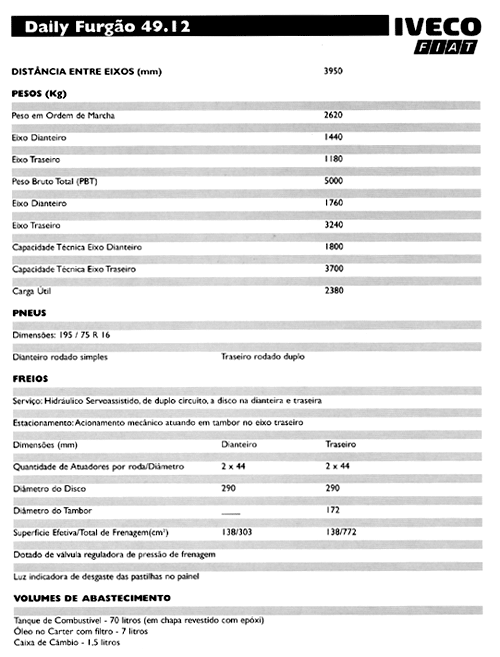 Daily Furgão 49.12
IVECO
FIAT
DISTÂNCIA ENTRE EIXOS (mm) 3950
PESOS (Kg)
Peso em Ordem de Marcha 2620
Eixo Dianteiro 1440
Eixo Traseiro 1180
Peso Bruto Total (PBT) 5000
Eixo Dianteiro 1760
Eixo Traseiro 3240
Capacidade Técnica Eixo Dianteiro 1800
Capacidade Técnica Eixo Traseiro 3700
Carga Útil 2380
PNEUS
Dimensões: 195 / 75 R 16
Dianteiro rodado simples Traseiro rodado duplo
FREIOS
Serviço: Hidráulico Servoassistido, de duplo circuito, a disco na dianteira e traseira
Estacionamento: Acionamento mecânico atuando em tambor no eixo traseiro
Dimensões (mm) Dianteiro Traseiro
Quantidade de Atuadores por roda/Diâmetro 2 x 44 2 x 44
Diâmetro do Disco 290 290
Diâmetro do Tambor ___ 172
Superfície Efetiva/Total de Frenagem(cm²) 138/303 138/772
Dotado de válvula reguladora de pressão de frenagem
Luz indicadora de desgaste das pastilhas no painel
VOLUMES DE ABASTECIMENTO
Tanque de Combustível - 70 litros (em chapa revestido com epóxi)
Óleo no Carter com filtro - 7 litros
Caixa de Câmbio - 1,5 litros